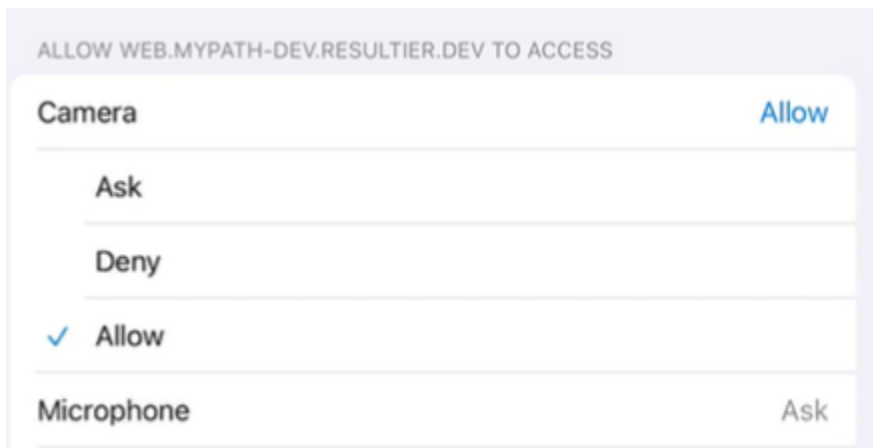 ALLOW WEB.MYPATH-DEV.RESULTIER.DEV TO ACCESS
Camera Allow
Ask
Deny
Allow
Microphone Ask